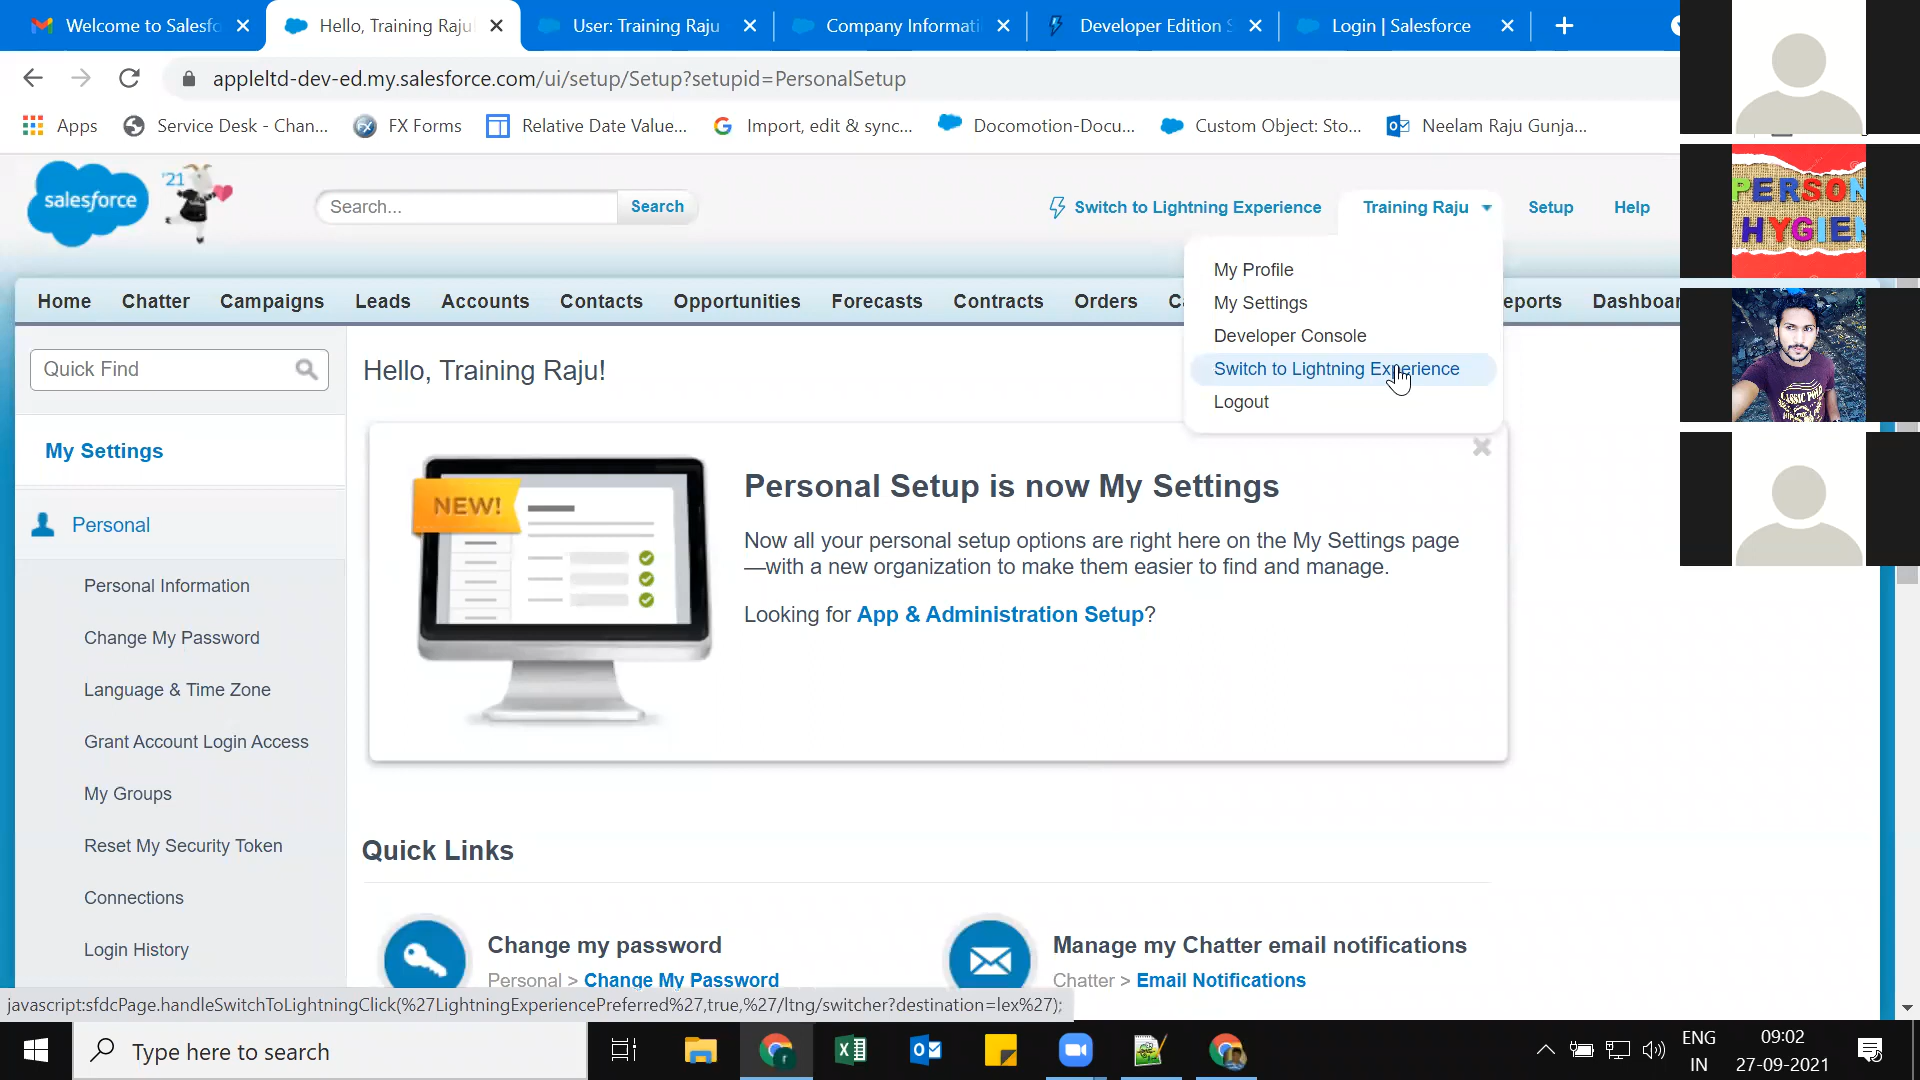 Welcome to Salesfo
Hello, Training Raju
User: Training Raju
Company Informati
Developer Edition
Login | Salesforce
appleltd-dev-ed.my.salesforce.com/ui/setup/Setup?setupid=PersonalSetup
Apps
Service Desk - Chan...
FX Forms
Relative Date Value...
Import, edit & sync...
Docomotion-Docu...
Custom Object: Sto...
Neelam Raju Gunja...
salesforce
'21
Search...
Search
Switch to Lightning Experience
Training Raju
Setup
Help
PERSON
HYGIE
My Profile
My Settings
Developer Console
Switch to Lightning Experience
Logout
Home
Chatter
Campaigns
Leads
Accounts
Contacts
Opportunities
Forecasts
Contracts
Orders
eports
Dashboar
Quick Find
My Settings
Personal
Personal Information
Change My Password
Language & Time Zone
Grant Account Login Access
My Groups
Reset My Security Token
Connections
Login History
Hello, Training Raju!
NEW!
Personal Setup is now My Settings
Now all your personal setup options are right here on the My Settings page
—with a new organization to make them easier to find and manage.
Looking for App & Administration Setup?
Quick Links
Change my password
Personal > Change My Password
Manage my Chatter email notifications
Chatter > Email Notifications
javascript:sfdcPage.handleSwitchToLightningClick(%27LightningExperiencePreferred%27,true,%27/ltng/switcher?destination=lex%27);
Type here to search
ENG
IN
09:02
27-09-2021